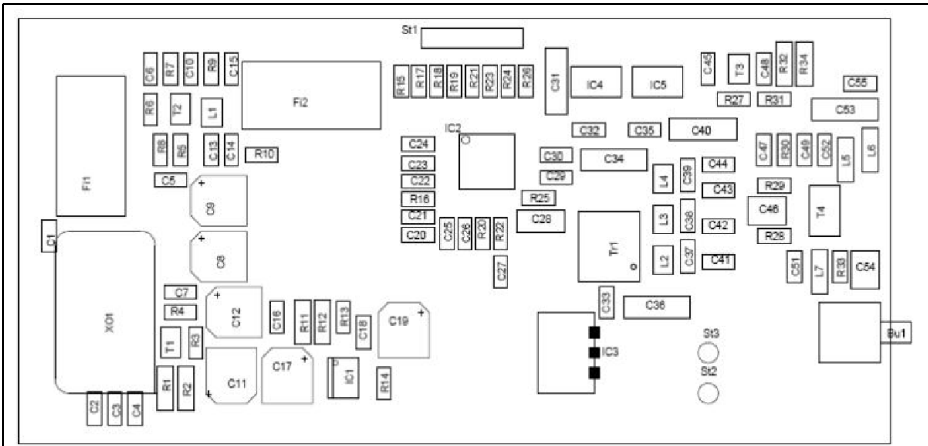 St1
C6 R7 C10 R9 C15
Fi2
R15 R17 R18 R19 R21 R23 R24 R26
C31 IC4 IC5
C45 T3 C48 R32 R34
C55
C53
R6 T2 L1
R27 R31
IC2
C32 C35 C40
Fi1
R8 R5 C13 C14 R10
C24 C23 C22 R16 C21 C20
C30 C29 C34
L4 C39 C44 C43
C47 R30 C49 C52 L5 L6
C5
C9
R25
C28
R29
C46
R28
T4
C1
C8
C25 C26 R20 R22
C27
Tr1
L3 C38 C42
L2 C37 C41
C51 L7 R33 C54
XO1
C7
R4
C12
C16 R11 R12 R13 C18 C19
C33 C36
T1 R3
IC3
St3
St2
Bu1
R1 R2 C11 C17 IC1 R14
C2 C3 C4